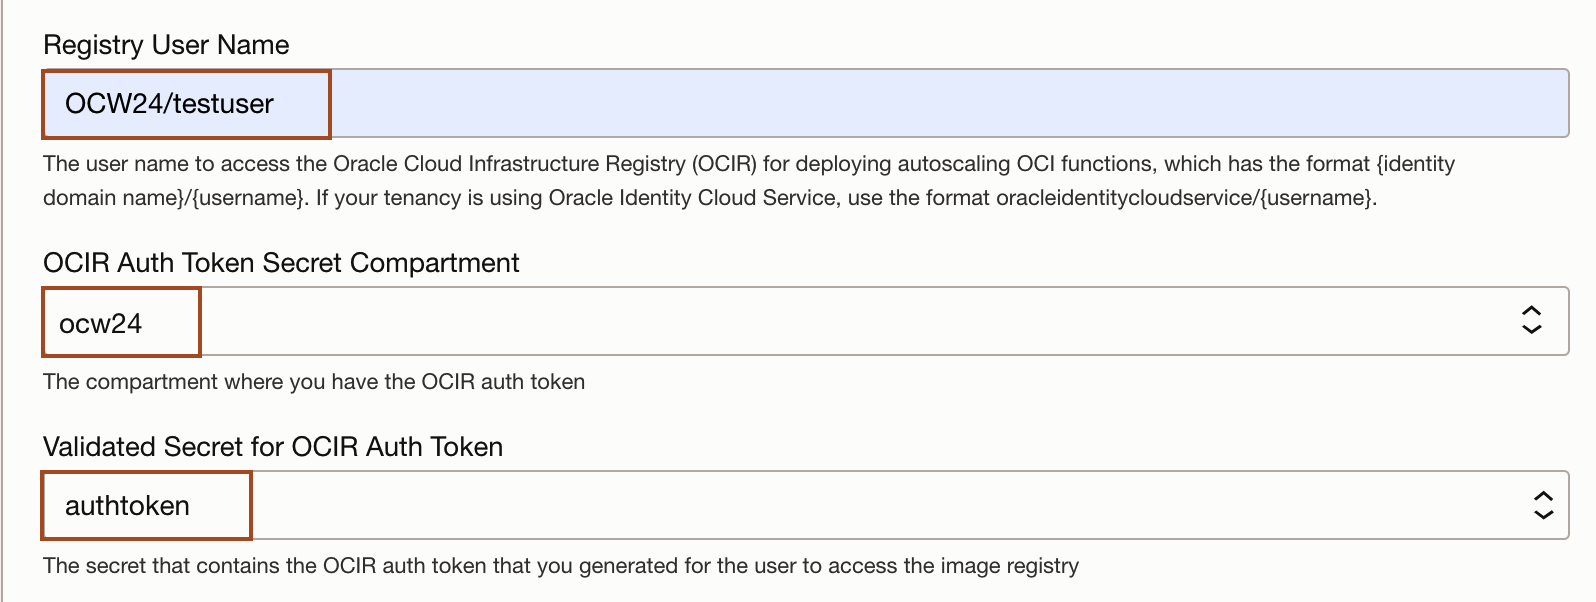 Registry User Name
OCW24/testuser
The user name to access the Oracle Cloud Infrastructure Registry (OCIR) for deploying autoscaling OCI functions, which has the format {identity
domain name}/{username}. If your tenancy is using Oracle Identity Cloud Service, use the format oracleidentitycloudservice/{username}.
OCIR Auth Token Secret Compartment
ocw24
The compartment where you have the OCIR auth token
Validated Secret for OCIR Auth Token
authtoken
The secret that contains the OCIR auth token that you generated for the user to access the image registry